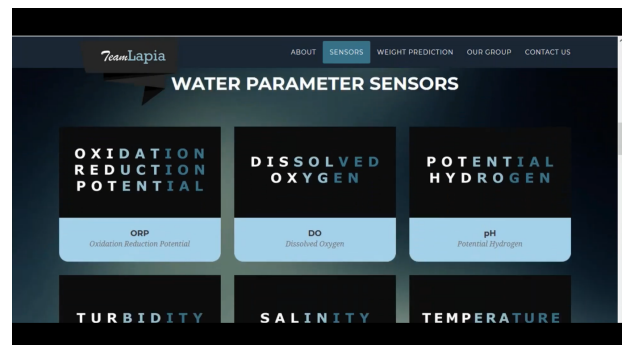 TeamLapia
ABOUT SENSORS WEIGHT PREDICTION OUR GROUP CONTACT US
WATER PARAMETER SENSORS
OXIDATION
REDUCTION
POTENTIAL
ORP
Oxidation Reduction Potential
DISSOLVED
OXYGEN
DO
Dissolved Oxygen
POTENTIAL
HYDROGEN
pH
Potential Hydrogen
TURBIDITY
SALINITY
TEMPERATURE